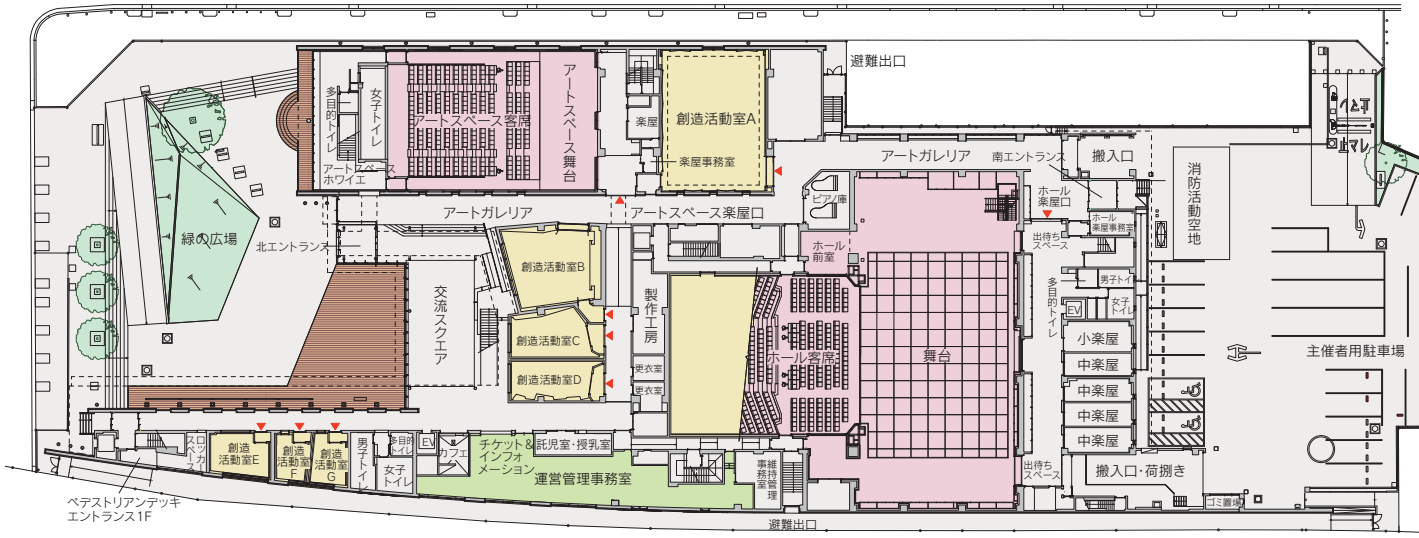 避難出口
多目的トイレ
女子トイレ
アートスペース客席
アートスペース舞台
楽屋
創造活動室A
楽屋事務室
アートスペース
ホワイエ
アートガレリア
アートスペース楽屋口
アートガレリア
南エントランス
搬入口
ホール
楽屋口
ホール
楽屋事務室
出待ち
スペース
消防活動空地
緑の広場
北エントランス
交流スクエア
創造活動室B
創造活動室C
創造活動室D
製作工房
更衣室
更衣室
ピアノ庫
ホール
前室
ホール客席
舞台
多目的トイレ
男子トイレ
女子
トイレ
EV
小楽屋
中楽屋
中楽屋
中楽屋
中楽屋
主催者用駐車場
ロッカー
スペース
創造
活動室E
創造
活動室
F
創造
活動室
G
男子トイレ
多目的
トイレ
女子
トイレ
EV
カフェ
チケット&
インフォ
メーション
託児室・授乳室
運営管理事務室
維持管理
事務室
出待ち
スペース
搬入口・荷捌き
ゴミ置場
ペデストリアンデッキ
エントランス1F
避難出口